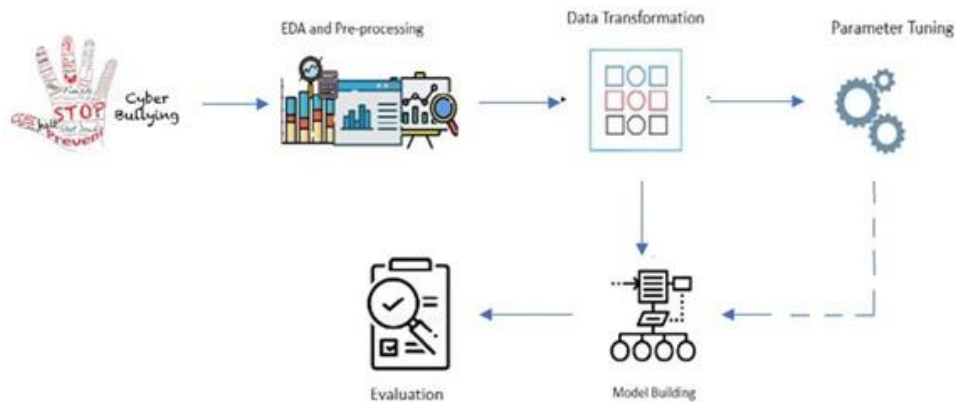 EDA and Pre-processing
Data Transformation
Parameter Tuning
STOP
Prevent
Cyber
Bullying
Evaluation
Model Building